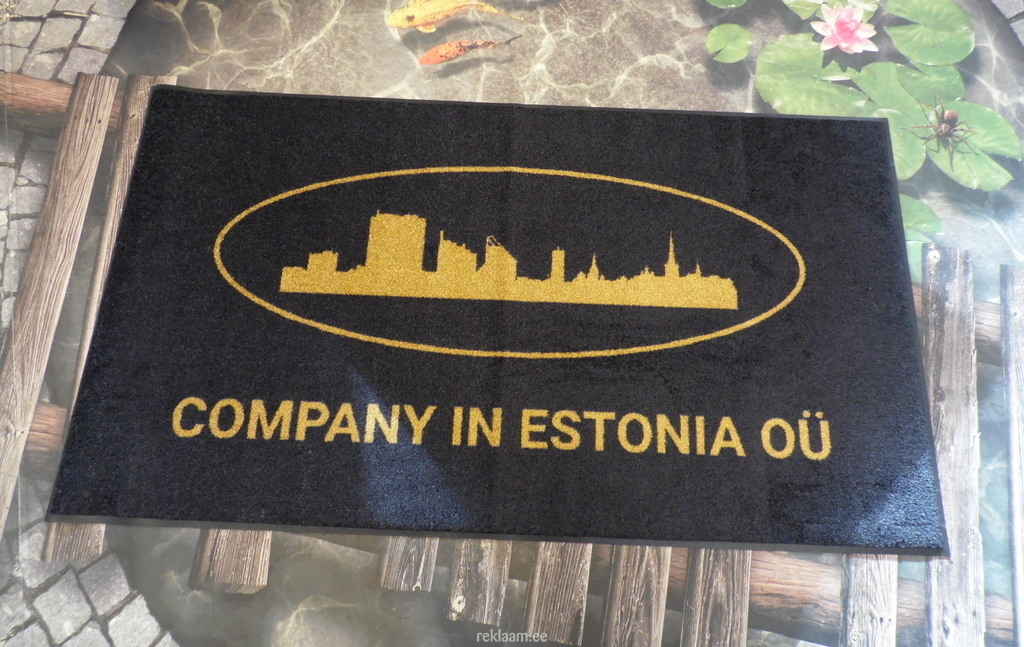 COMPANY IN ESTONIA OÜ
reklaam.ee